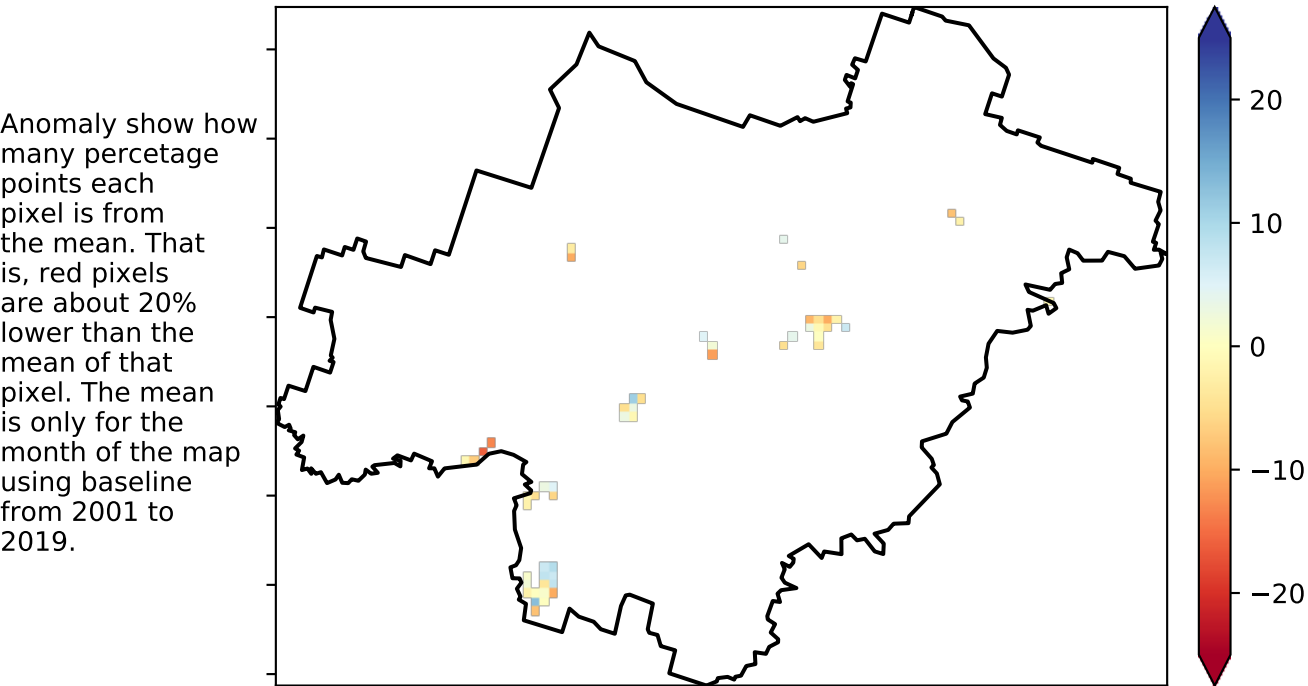 Anomaly show how
many percetage
points each
pixel is from
the mean. That
is, red pixels
are about 20%
lower than the
mean of that
pixel. The mean
is only for the
month of the map
using baseline
from 2001 to
2019.
20
10
0
−10
−20